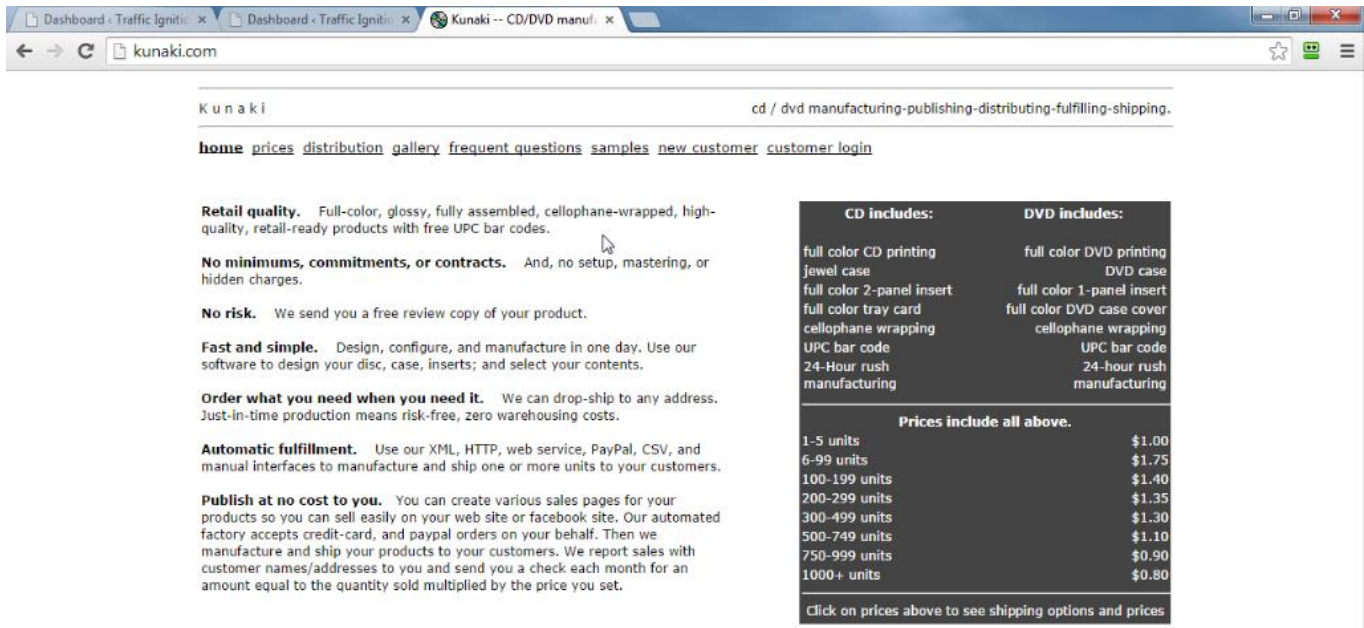 Dashboard ‹ Traffic Ignitio Dashboard ‹ Traffic Ignitio Kunaki -- CD/DVD manufa
kunaki.com
K u n a k i cd / dvd manufacturing-publishing-distributing-fulfilling-shipping.
home prices distribution gallery frequent questions samples new customer customer login
Retail quality. Full-color, glossy, fully assembled, cellophane-wrapped, high-
quality, retail-ready products with free UPC bar codes.
No minimums, commitments, or contracts. And, no setup, mastering, or
hidden charges.
No risk. We send you a free review copy of your product.
Fast and simple. Design, configure, and manufacture in one day. Use our
software to design your disc, case, inserts; and select your contents.
Order what you need when you need it. We can drop-ship to any address.
Just-in-time production means risk-free, zero warehousing costs.
Automatic fulfillment. Use our XML, HTTP, web service, PayPal, CSV, and
manual interfaces to manufacture and ship one or more units to your customers.
Publish at no cost to you. You can create various sales pages for your
products so you can sell easily on your web site or facebook site. Our automated
factory accepts credit-card, and paypal orders on your behalf. Then we
manufacture and ship your products to your customers. We report sales with
customer names/addresses to you and send you a check each month for an
amount equal to the quantity sold multiplied by the price you set.
CD includes: DVD includes:
full color CD printing full color DVD printing
jewel case DVD case
full color 2-panel insert full color 1-panel insert
full color tray card full color DVD case cover
cellophane wrapping cellophane wrapping
UPC bar code UPC bar code
24-Hour rush 24-hour rush
manufacturing manufacturing
Prices include all above.
1-5 units $1.00
6-99 units $1.75
100-199 units $1.40
200-299 units $1.35
300-499 units $1.30
500-749 units $1.10
750-999 units $0.90
1000+ units $0.80
Click on prices above to see shipping options and prices